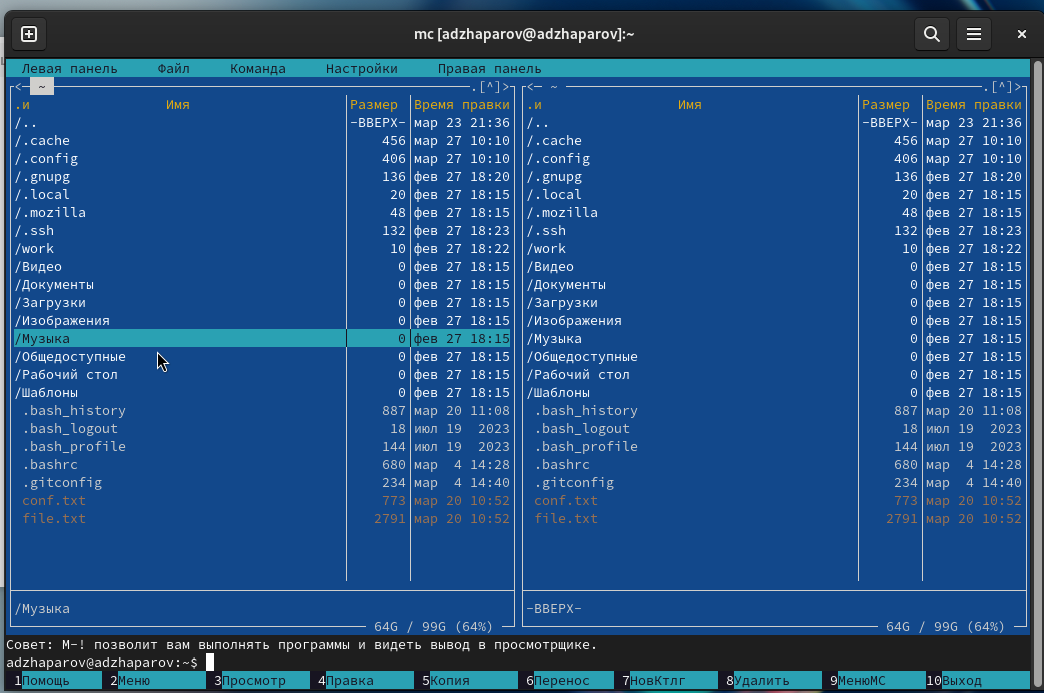 mc [adzhaparov@adzhaparov]:~
Левая панель Файл Команда Настройки Правая панель
<- ~ .[^]> <- ~ .[^]>
.и Имя Размер Время правки .и Имя Размер Время правки
/.. -ВВЕРХ- мар 23 21:36 /.. -ВВЕРХ- мар 23 21:36
/.cache 456 мар 27 10:10 /.cache 456 мар 27 10:10
/.config 406 мар 27 10:10 /.config 406 мар 27 10:10
/.gnupg 136 фев 27 18:20 /.gnupg 136 фев 27 18:20
/.local 20 фев 27 18:15 /.local 20 фев 27 18:15
/.mozilla 48 фев 27 18:15 /.mozilla 48 фев 27 18:15
/.ssh 132 фев 27 18:23 /.ssh 132 фев 27 18:23
/work 10 фев 27 18:22 /work 10 фев 27 18:22
/Видео 0 фев 27 18:15 /Видео 0 фев 27 18:15
/Документы 0 фев 27 18:15 /Документы 0 фев 27 18:15
/Загрузки 0 фев 27 18:15 /Загрузки 0 фев 27 18:15
/Изображения 0 фев 27 18:15 /Изображения 0 фев 27 18:15
/Музыка 0 фев 27 18:15 /Музыка 0 фев 27 18:15
/Общедоступные 0 фев 27 18:15 /Общедоступные 0 фев 27 18:15
/Рабочий стол 0 фев 27 18:15 /Рабочий стол 0 фев 27 18:15
/Шаблоны 0 фев 27 18:15 /Шаблоны 0 фев 27 18:15
.bash_history 887 мар 20 11:08 .bash_history 887 мар 20 11:08
.bash_logout 18 июл 19 2023 .bash_logout 18 июл 19 2023
.bash_profile 144 июл 19 2023 .bash_profile 144 июл 19 2023
.bashrc 680 мар 4 14:28 .bashrc 680 мар 4 14:28
.gitconfig 234 мар 4 14:40 .gitconfig 234 мар 4 14:40
conf.txt 773 мар 20 10:52 conf.txt 773 мар 20 10:52
file.txt 2791 мар 20 10:52 file.txt 2791 мар 20 10:52
/Музыка -ВВЕРХ-
64G / 99G (64%) 64G / 99G (64%)
Совет: M-! позволит вам выполнять программы и видеть вывод в просмотрщике.
adzhaparov@adzhaparov:~$
1Помощь 2Меню 3Просмотр 4Правка 5Копия 6Перенос 7НовКтлг 8Удалить 9МенюMC 10Выход